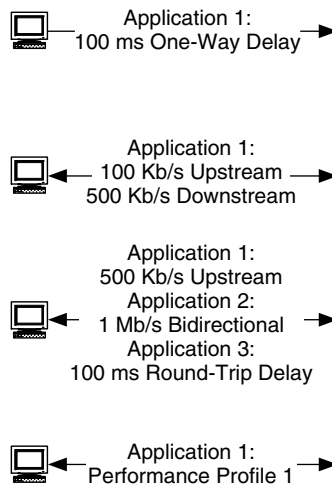 Application 1:
100 ms One-Way Delay
Application 1:
100 Kb/s Upstream
500 Kb/s Downstream
Application 1:
500 Kb/s Upstream
Application 2:
1 Mb/s Bidirectional
Application 3:
100 ms Round-Trip Delay
Application 1:
Performance Profile 1